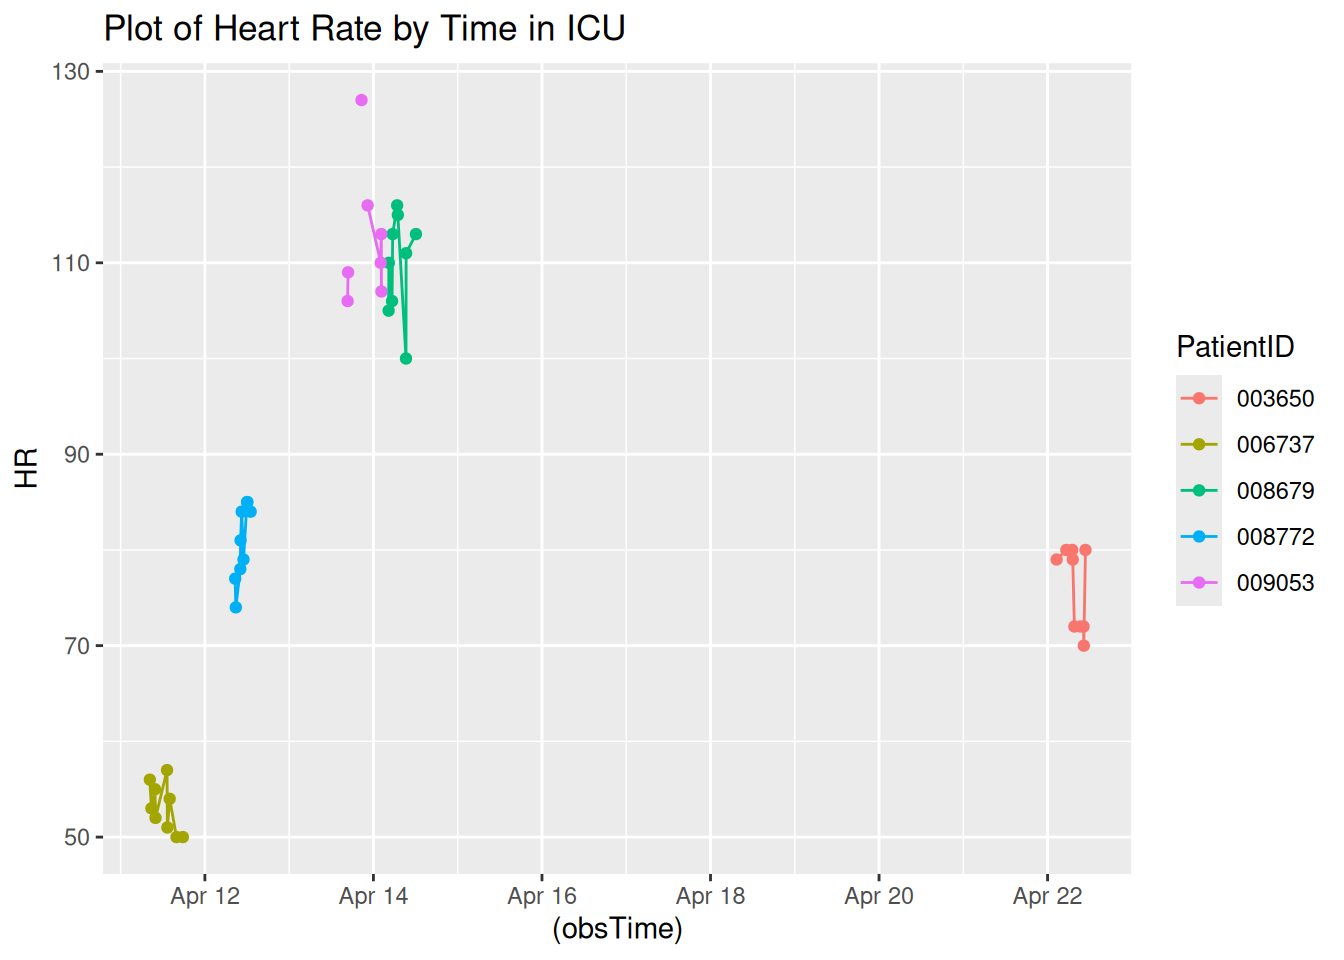 Plot of Heart Rate by Time in ICU
130
110
90
70
50
HR
Apr 12
Apr 14
Apr 16
Apr 18
Apr 20
Apr 22
(obsTime)
PatientID
003650
006737
008679
008772
009053